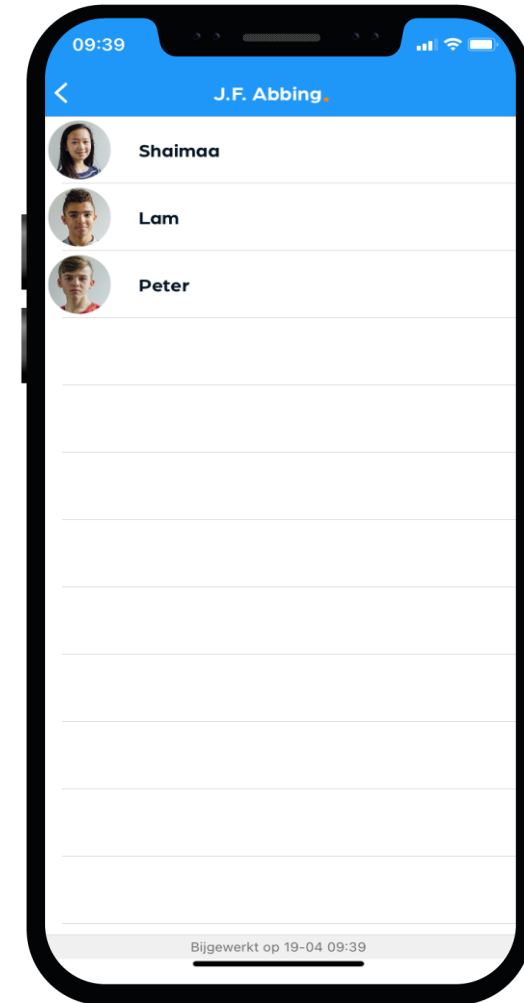 09:39
J.F. Abbing.
Shaimaa
Lam
Peter
Bijgewerkt op 19-04 09:39